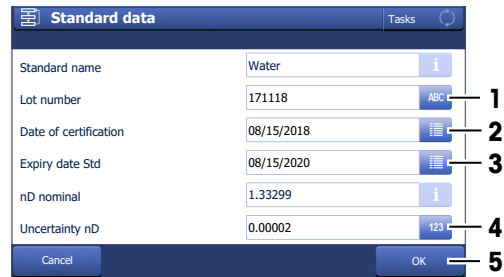 Standard data Tasks
Standard name Water i
Lot number 171118 ABC 1
Date of certification 08/15/2018 2
Expiry date Std 08/15/2020 3
nD nominal 1.33299 i
Uncertainty nD 0.00002 123 4
Cancel OK 5